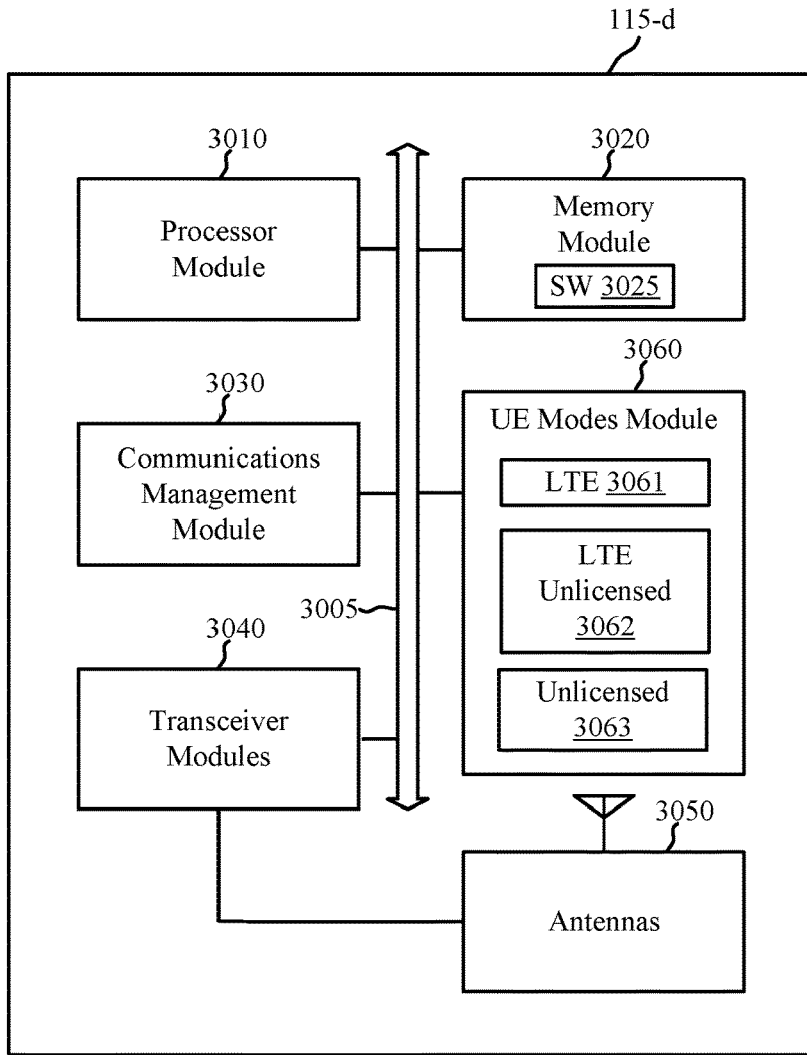 115-d
3010
Processor
Module
3020
Memory
Module
SW 3025
3030
Communications
Management
Module
3060
UE Modes Module
LTE 3061
LTE
Unlicensed
3062
Unlicensed
3063
3005
3040
Transceiver
Modules
3050
Antennas